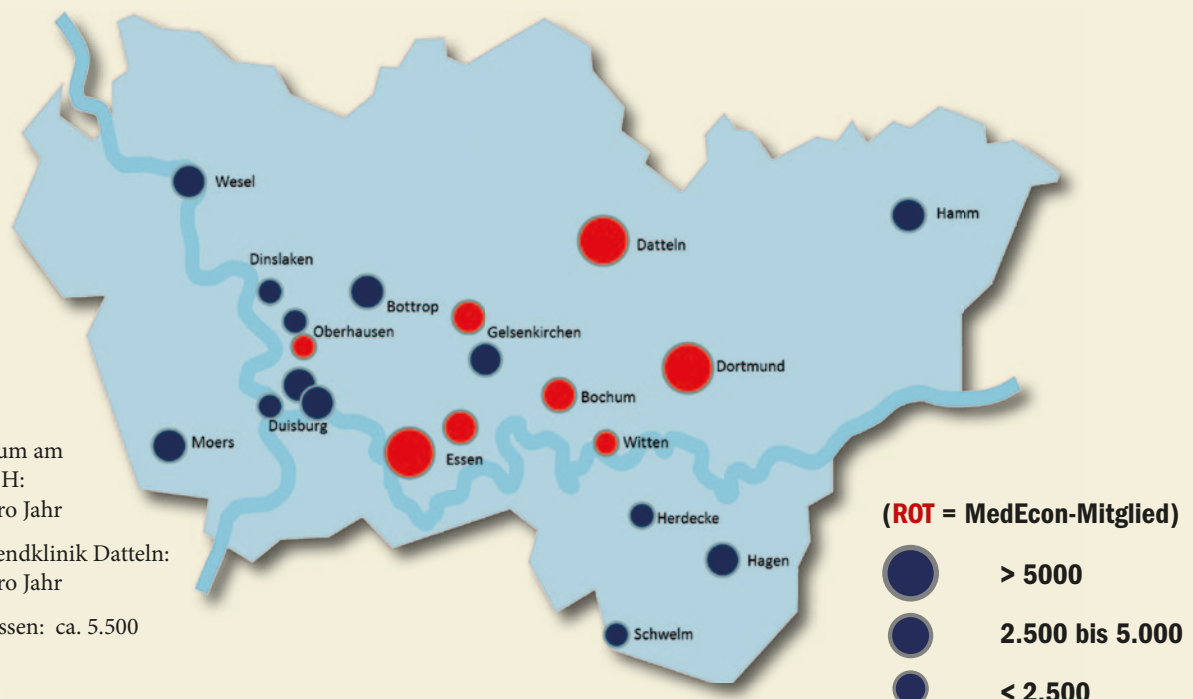 Wesel
Hamm
Datteln
Dinslaken
Bottrop
Oberhausen
Gelsenkirchen
Dortmund
Bochum
Duisburg
Moers
Witten
Essen
Herdecke
Hagen
Schwelm
um am
H:
ro Jahr
endklinik Datteln:
ro Jahr
ssen: ca. 5.500
(ROT = MedEcon-Mitglied)
> 5000
2.500 bis 5.000
< 2.500